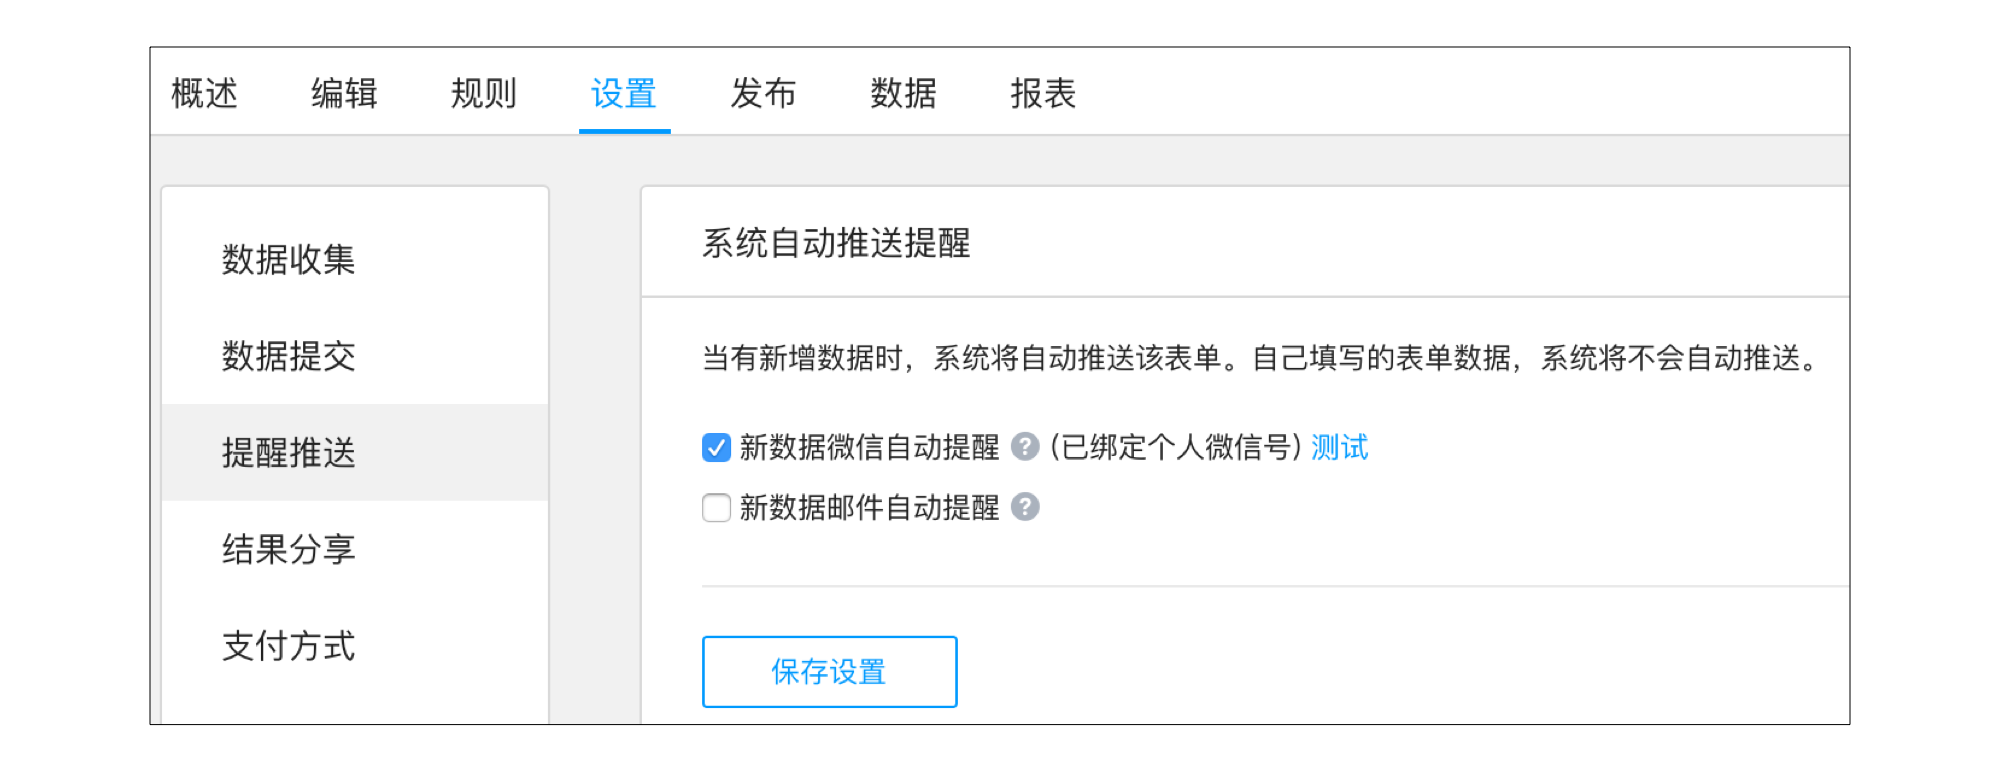 概述 编辑 规则 设置 发布 数据 报表
数据收集
数据提交
提醒推送
结果分享
支付方式
系统自动推送提醒
当有新增数据时，系统将自动推送该表单。自己填写的表单数据，系统将不会自动推送。
新数据微信自动提醒 ? (已绑定个人微信号) 测试
新数据邮件自动提醒 ?
保存设置